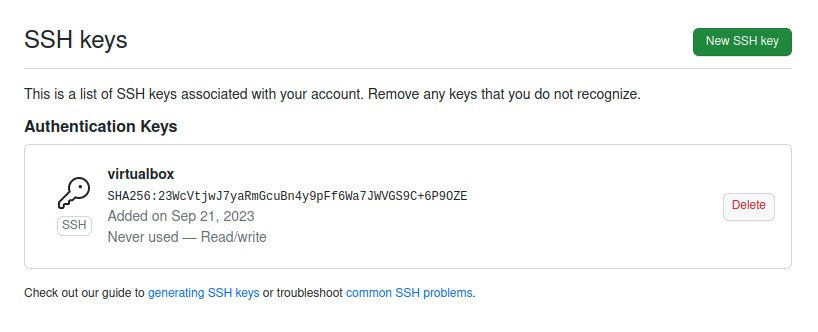 SSH keys
New SSH key
This is a list of SSH keys associated with your account. Remove any keys that you do not recognize.
Authentication Keys
virtualbox
SHA256:23WcVtjwJ7yaRmGcuBn4y9pFf6Wa7JWVGS9C+6P9OZE
Added on Sep 21, 2023
Never used — Read/write
SSH
Delete
Check out our guide to generating SSH keys or troubleshoot common SSH problems.